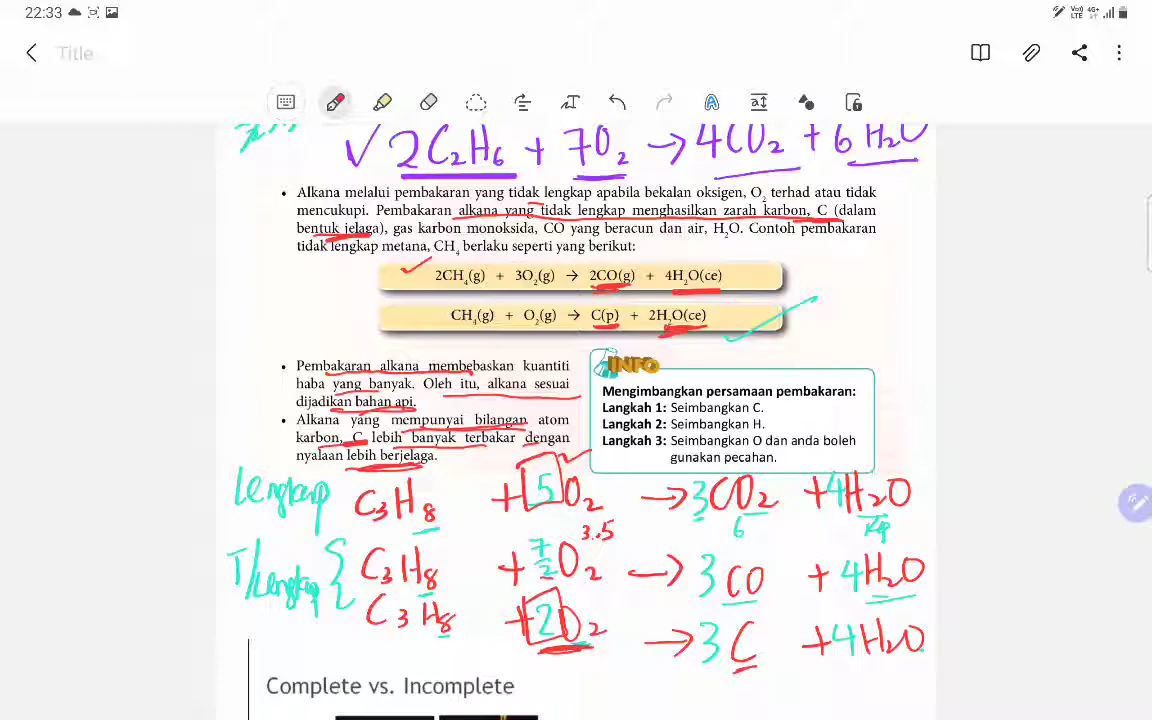 22:33
Title
√ 2C₂H₆ + 7O₂ → 4CO₂ + 6H₂O
• Alkana melalui pembakaran yang tidak lengkap apabila bekalan oksigen, O₂ terhad atau tidak
mencukupi. Pembakaran alkana yang tidak lengkap menghasilkan zarah karbon, C (dalam
bentuk jelaga), gas karbon monoksida, CO yang beracun dan air, H₂O. Contoh pembakaran
tidak lengkap metana, CH₄ berlaku seperti yang berikut:
2CH₄(g) + 3O₂(g) → 2CO(g) + 4H₂O(ce)
CH₄(g) + O₂(g) → C(p) + 2H₂O(ce)
• Pembakaran alkana membebaskan kuantiti
haba yang banyak. Oleh itu, alkana sesuai
dijadikan bahan api.
• Alkana yang mempunyai bilangan atom
karbon, C lebih banyak terbakar dengan
nyalaan lebih berjelaga.
INFO
Mengimbangkan persamaan pembakaran:
Langkah 1: Seimbangkan C.
Langkah 2: Seimbangkan H.
Langkah 3: Seimbangkan O dan anda boleh
gunakan pecahan.
Lengkap C₃H₈ + 5O₂ → 3CO₂ + 4H₂O
6
3.5
T/Lengkap { C₃H₈ + 7/2 O₂ → 3CO + 4H₂O
C₃H₈ + 2O₂ → 3C + 4H₂O
Complete vs. Incomplete